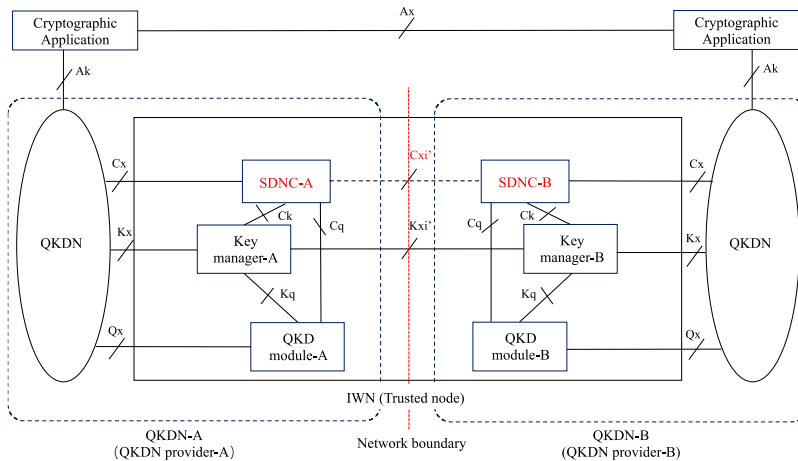 Cryptographic
Application
Ax
Cryptographic
Application
Ak
Ak
Cx
SDNC-A
Cxi’
SDNC-B
Cx
Ck
Cq
Cq
Ck
QKDN
Kx
Key
manager-A
Kxi’
Key
manager-B
Kx
QKDN
Kq
Kq
Qx
QKD
module-A
QKD
module-B
Qx
IWN (Trusted node)
QKDN-A
(QKDN provider-A)
Network boundary
QKDN-B
(QKDN provider-B)